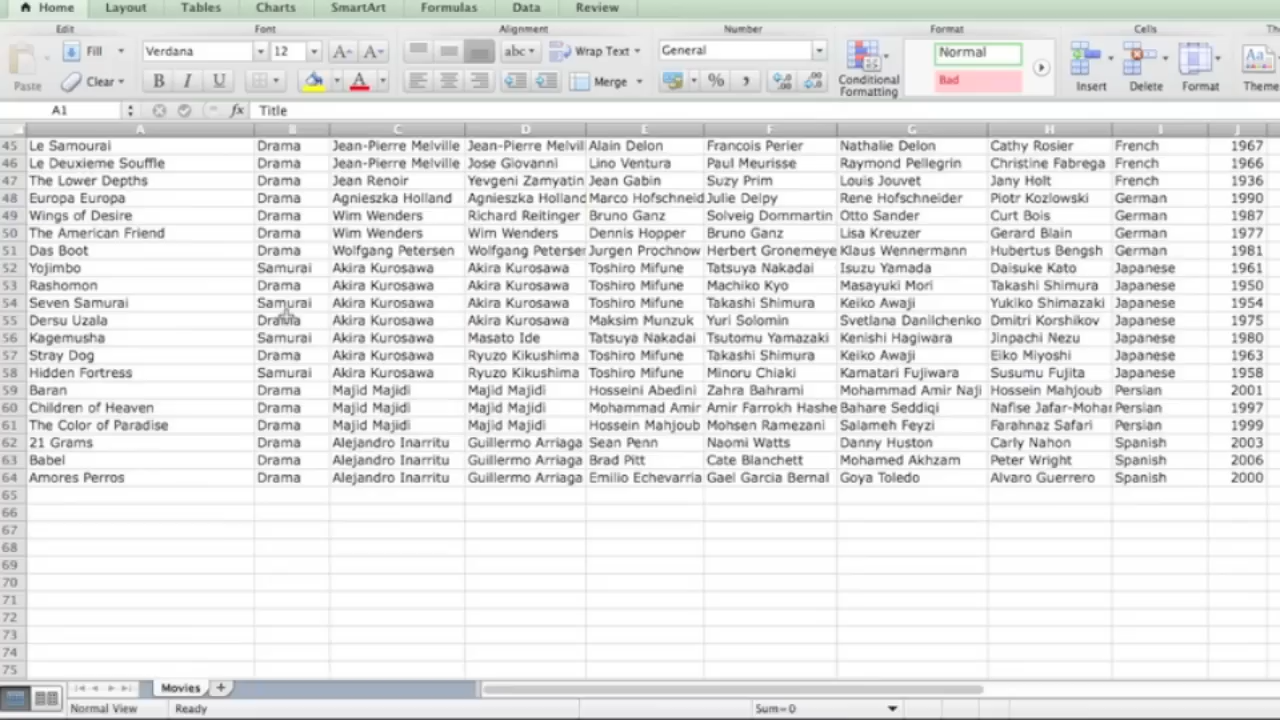 Home Layout Tables Charts SmartArt Formulas Data Review
Edit Font Alignment Number Format Cells
Fill Verdana 12 A A abc Wrap Text General Normal
Paste Clear B I U A Merge % Conditional Formatting Bad Insert Delete Format Theme
A1 fx Title
A B C D E F G H I J
45 Le Samourai Drama Jean-Pierre Melville Jean-Pierre Melvill Alain Delon Francois Perier Nathalie Delon Cathy Rosier French 1967
46 Le Deuxieme Souffle Drama Jean-Pierre Melville Jose Giovanni Lino Ventura Paul Meurisse Raymond Pellegrin Christine Fabrega French 1966
47 The Lower Depths Drama Jean Renoir Yevgeni Zamyatin Jean Gabin Suzy Prim Louis Jouvet Jany Holt French 1936
48 Europa Europa Drama Agnieszka Holland Agnieszka Holland Marco Hofschneid Julie Delpy Rene Hofschneider Piotr Kozlowski German 1990
49 Wings of Desire Drama Wim Wenders Richard Reitinger Bruno Ganz Solveig Dommartin Otto Sander Curt Bois German 1987
50 The American Friend Drama Wim Wenders Wim Wenders Dennis Hopper Bruno Ganz Lisa Kreuzer Gerard Blain German 1977
51 Das Boot Drama Wolfgang Petersen Wolfgang Peterser Jurgen Prochnow Herbert Gronemeye Klaus Wennermann Hubertus Bengsh German 1981
52 Yojimbo Samurai Akira Kurosawa Akira Kurosawa Toshiro Mifune Tatsuya Nakadai Isuzu Yamada Daisuke Kato Japanese 1961
53 Rashomon Drama Akira Kurosawa Akira Kurosawa Toshiro Mifune Machiko Kyo Masayuki Mori Takashi Shimura Japanese 1950
54 Seven Samurai Samurai Akira Kurosawa Akira Kurosawa Toshiro Mifune Takashi Shimura Keiko Awaji Yukiko Shimazaki Japanese 1954
55 Dersu Uzala Drama Akira Kurosawa Akira Kurosawa Maksim Munzuk Yuri Solomin Svetlana Danilchenko Dmitri Korshikov Japanese 1975
56 Kagemusha Samurai Akira Kurosawa Masato Ide Tatsuya Nakadai Tsutomu Yamazaki Kenishi Hagiwara Jinpachi Nezu Japanese 1980
57 Stray Dog Drama Akira Kurosawa Ryuzo Kikushima Toshiro Mifune Takashi Shimura Keiko Awaji Eiko Miyoshi Japanese 1963
58 Hidden Fortress Samurai Akira Kurosawa Ryuzo Kikushima Toshiro Mifune Minoru Chiaki Kamatari Fujiwara Susumu Fujita Japanese 1958
59 Baran Drama Majid Majidi Majid Majidi Hosseini Abedini Zahra Bahrami Mohammad Amir Naji Hossein Mahjoub Persian 2001
60 Children of Heaven Drama Majid Majidi Majid Majidi Mohammad Amir Amir Farrokh Hashe Bahare Seddiqi Nafise Jafar-Mohar Persian 1997
61 The Color of Paradise Drama Majid Majidi Majid Majidi Hossein Mahjoub Mohsen Ramezani Salameh Feyzi Farahnaz Safari Persian 1999
62 21 Grams Drama Alejandro Inarritu Guillermo Arriaga Sean Penn Naomi Watts Danny Huston Carly Nahon Spanish 2003
63 Babel Drama Alejandro Inarritu Guillermo Arriaga Brad Pitt Cate Blanchett Mohamed Akhzam Peter Wright Spanish 2006
64 Amores Perros Drama Alejandro Inarritu Guillermo Arriaga Emilio Echevarria Gael Garcia Bernal Goya Toledo Alvaro Guerrero Spanish 2000
65
66
67
68
69
70
71
72
73
74
75
Movies
Normal View Ready Sum=0